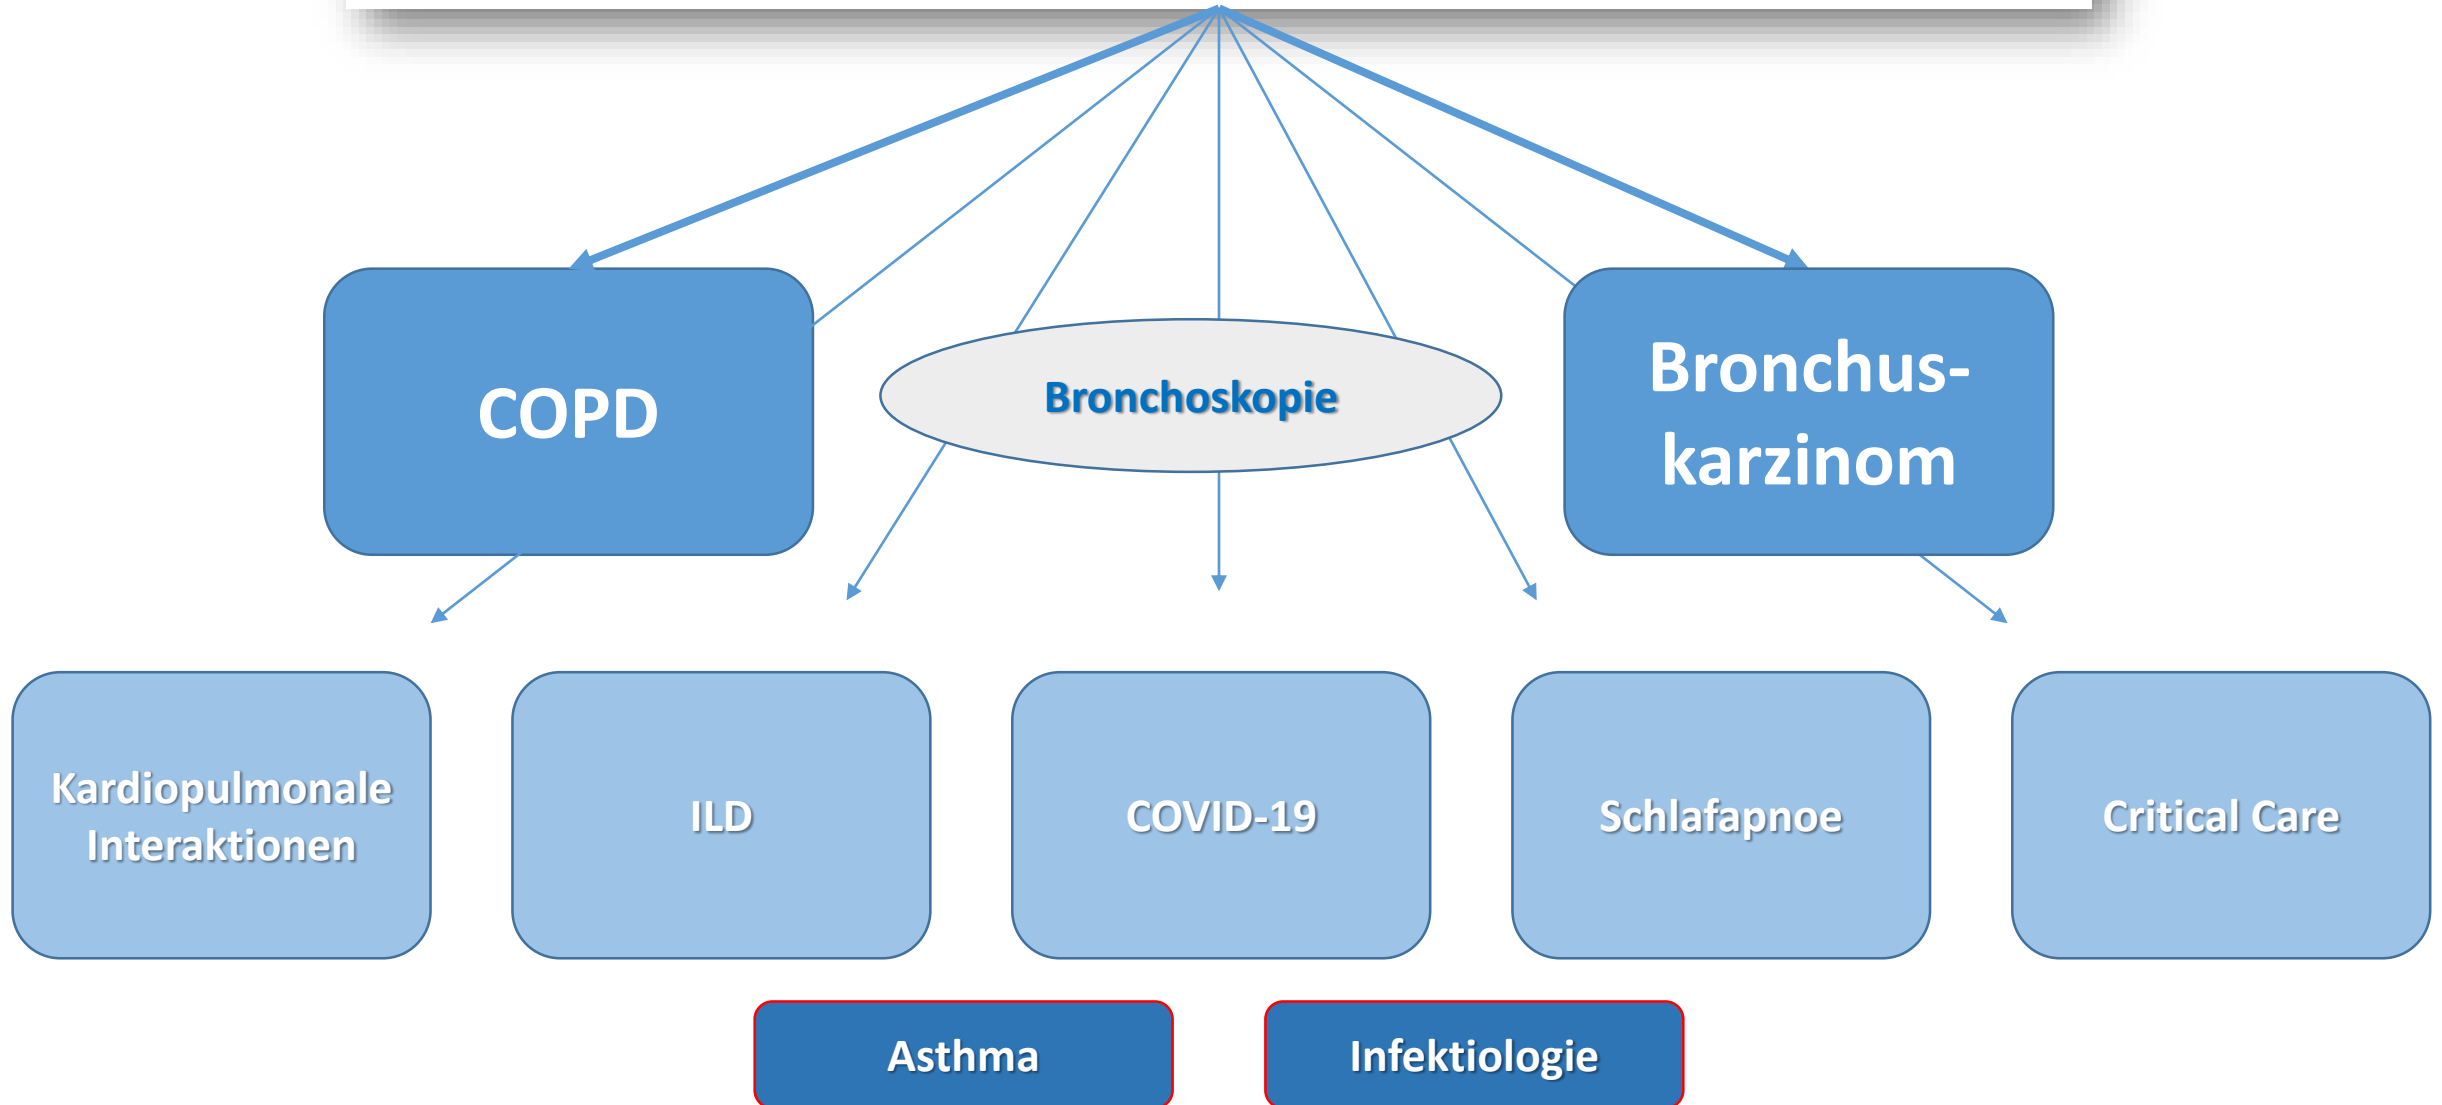 COPD
Bronchoskopie
Bronchus-
karzinom
Kardiopulmonale
Interaktionen
ILD
COVID-19
Schlafapnoe
Critical Care
Asthma
Infektiologie